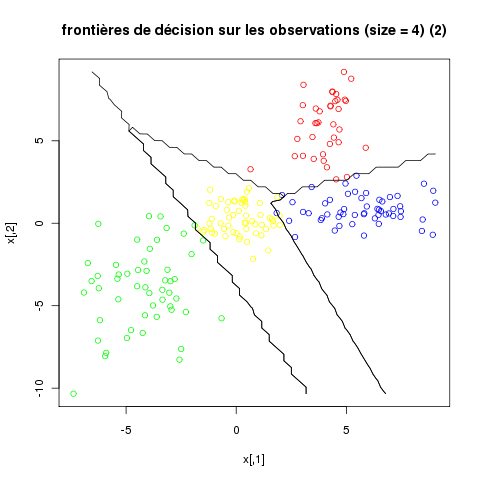 frontières de décision sur les observations (size = 4) (2)
x[,2]
5
0
-5
-10
-5
0
5
x[,1]